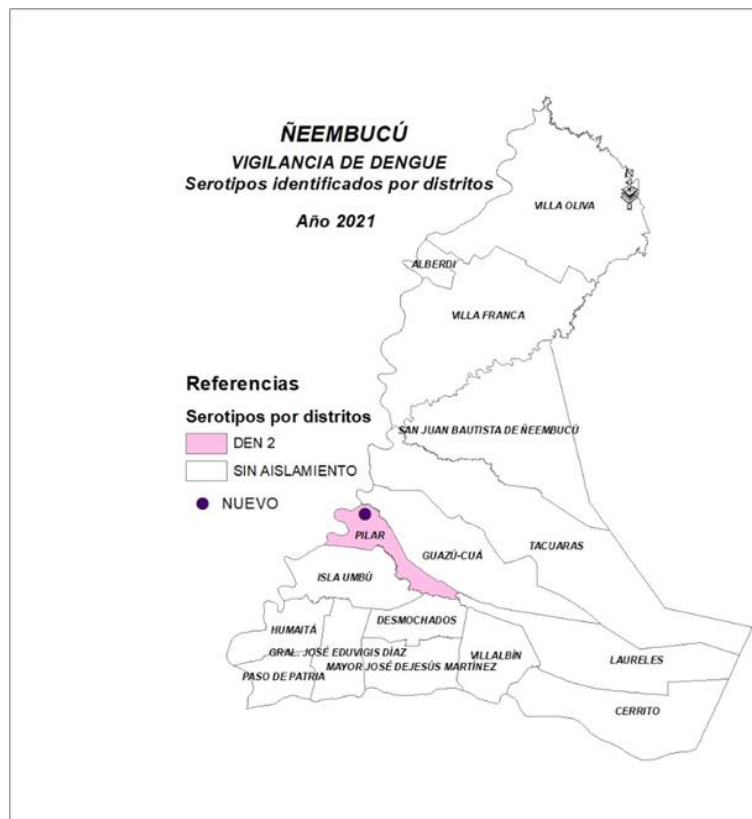 ÑEEMBUCÚ
VIGILANCIA DE DENGUE
Serotipos identificados por distritos
Año 2021
N
VILLA OLIVA
ALBERDI
VILLA FRANCA
Referencias
Serotipos por distritos
DEN 2
SIN AISLAMIENTO
NUEVO
SAN JUAN BAUTISTA DE ÑEEMBUCÚ
PILAR
GUAZÚ-CUÁ
TACUARAS
ISLA UMBÚ
DESMOCHADOS
HUMAITÁ
GRAL. JOSÉ EDUVIGIS DÍAZ
VILLALBÍN
LAURELES
PASO DE PATRIA
MAYOR JOSÉ DEJESÚS MARTÍNEZ
CERRITO